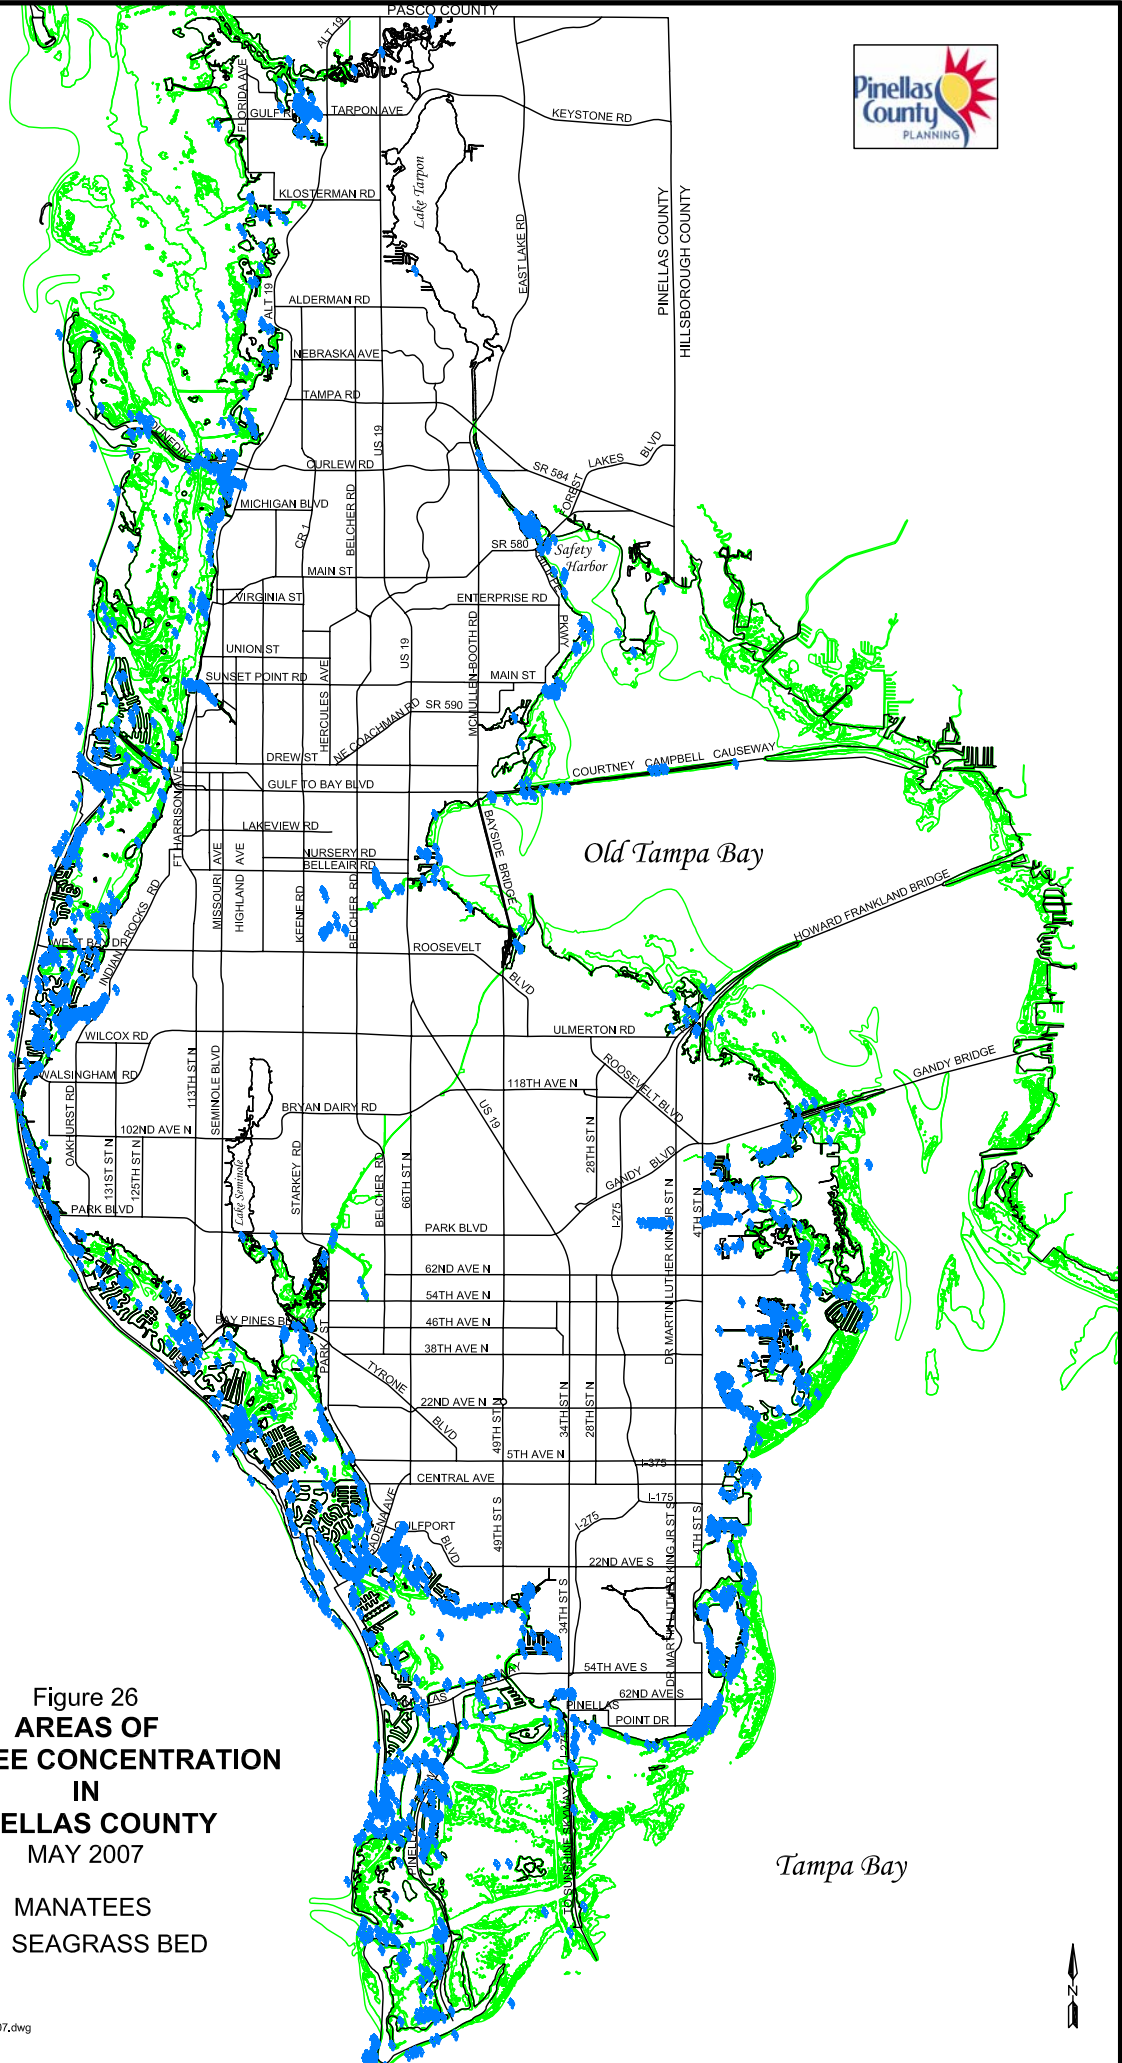 PASCO COUNTY
ALT 19
Pinellas
County
PLANNING
FLORIDA AVE
GULF R
TARPON AVE
KEYSTONE RD
Lake Tarpon
KLOSTERMAN RD
EAST LAKE RD
PINELLAS COUNTY
HILLSBOROUGH COUNTY
ALT 19
ALDERMAN RD
NEBRASKA AVE
TAMPA RD
DUNEDIN
US 19
CURLEW RD
SR 584
FOREST
LAKES
BLVD
MICHIGAN BLVD
CR 1
BELCHER RD
SR 580
Safety
Harbor
MAIN ST
VIRGINIA ST
ENTERPRISE RD
PKWY
UNION ST
HERCULES AVE
US 19
MCMULLEN-BOOTH RD
SUNSET POINT RD
MAIN ST
NE COACHMAN RD
SR 590
DREW ST
COURTNEY CAMPBELL CAUSEWAY
GULF TO BAY BLVD
FT HARRISON AVE
LAKEVIEW RD
BAYSIDE BRIDGE
Old Tampa Bay
MISSOURI AVE
HIGHLAND AVE
NURSERY RD
BELLEAIR RD
KEENE RD
BELCHER RD
INDIAN ROCKS RD
WEST BAY DR
ROOSEVELT
BLVD
HOWARD FRANKLAND BRIDGE
WILCOX RD
ULMERTON RD
WALSINGHAM RD
113TH ST N
SEMINOLE BLVD
118TH AVE N
ROOSEVELT BLVD
GANDY BRIDGE
OAKHURST RD
BRYAN DAIRY RD
US 19
102ND AVE N
131ST ST N
125TH ST N
Lake Seminole
STARKEY RD
BELCHER RD
66TH ST N
28TH ST N
GANDY BLVD
I-275
DR MARTIN LUTHER KING JR ST N
4TH ST N
PARK BLVD
PARK BLVD
62ND AVE N
54TH AVE N
BAY PINES BLVD
46TH AVE N
PARK ST
38TH AVE N
TYRONE
BLVD
22ND AVE N
49TH ST N
34TH ST N
28TH ST N
5TH AVE N
I-375
CENTRAL AVE
I-175
SADENA AVE
GULFPORT
BLVD
49TH ST S
I-275
DR MARTIN LUTHER KING JR ST S
4TH ST S
22ND AVE S
34TH ST S
54TH AVE S
62ND AVE S
PINELLAS
POINT DR
I-275
TO SUNSHINE SKYWAY
Figure 26
AREAS OF
EE CONCENTRATION
IN
ELLAS COUNTY
MAY 2007
MANATEES
SEAGRASS BED
Tampa Bay
N
07.dwg